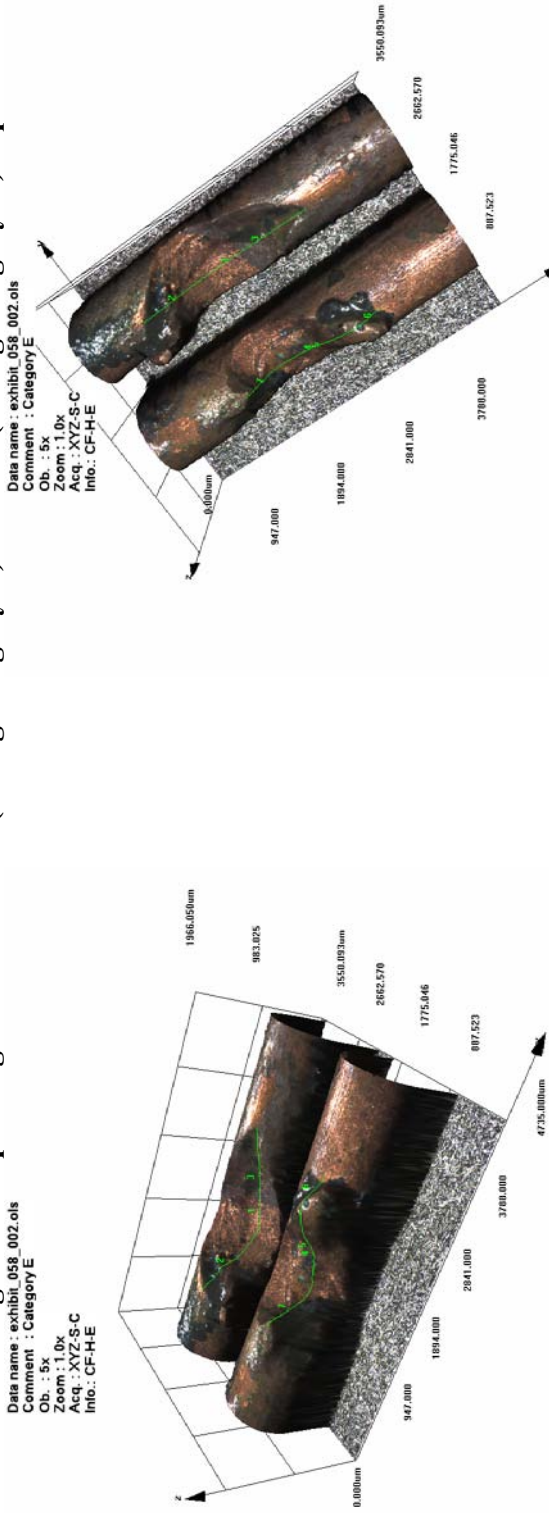 Data name : exhibit_058_002.ols
Comment : Category E
Ob. : 5x
Zoom : 1.0x
Acq. : XYZ-S-C
Info.: CF-H-E
z
1966.050um
983.025
3550.093um
2662.570
1775.046
887.523
0.000um
947.000
1894.000
2841.000
3788.000
4735.000um
Data name : exhibit_058_002.ols
Comment : Category E
Ob. : 5x
Zoom : 1.0x
Acq. : XYZ-S-C
Info.: CF-H-E
z
0.000um
947.000
1894.000
2841.000
3788.000
3550.093um
2662.570
1775.046
887.523